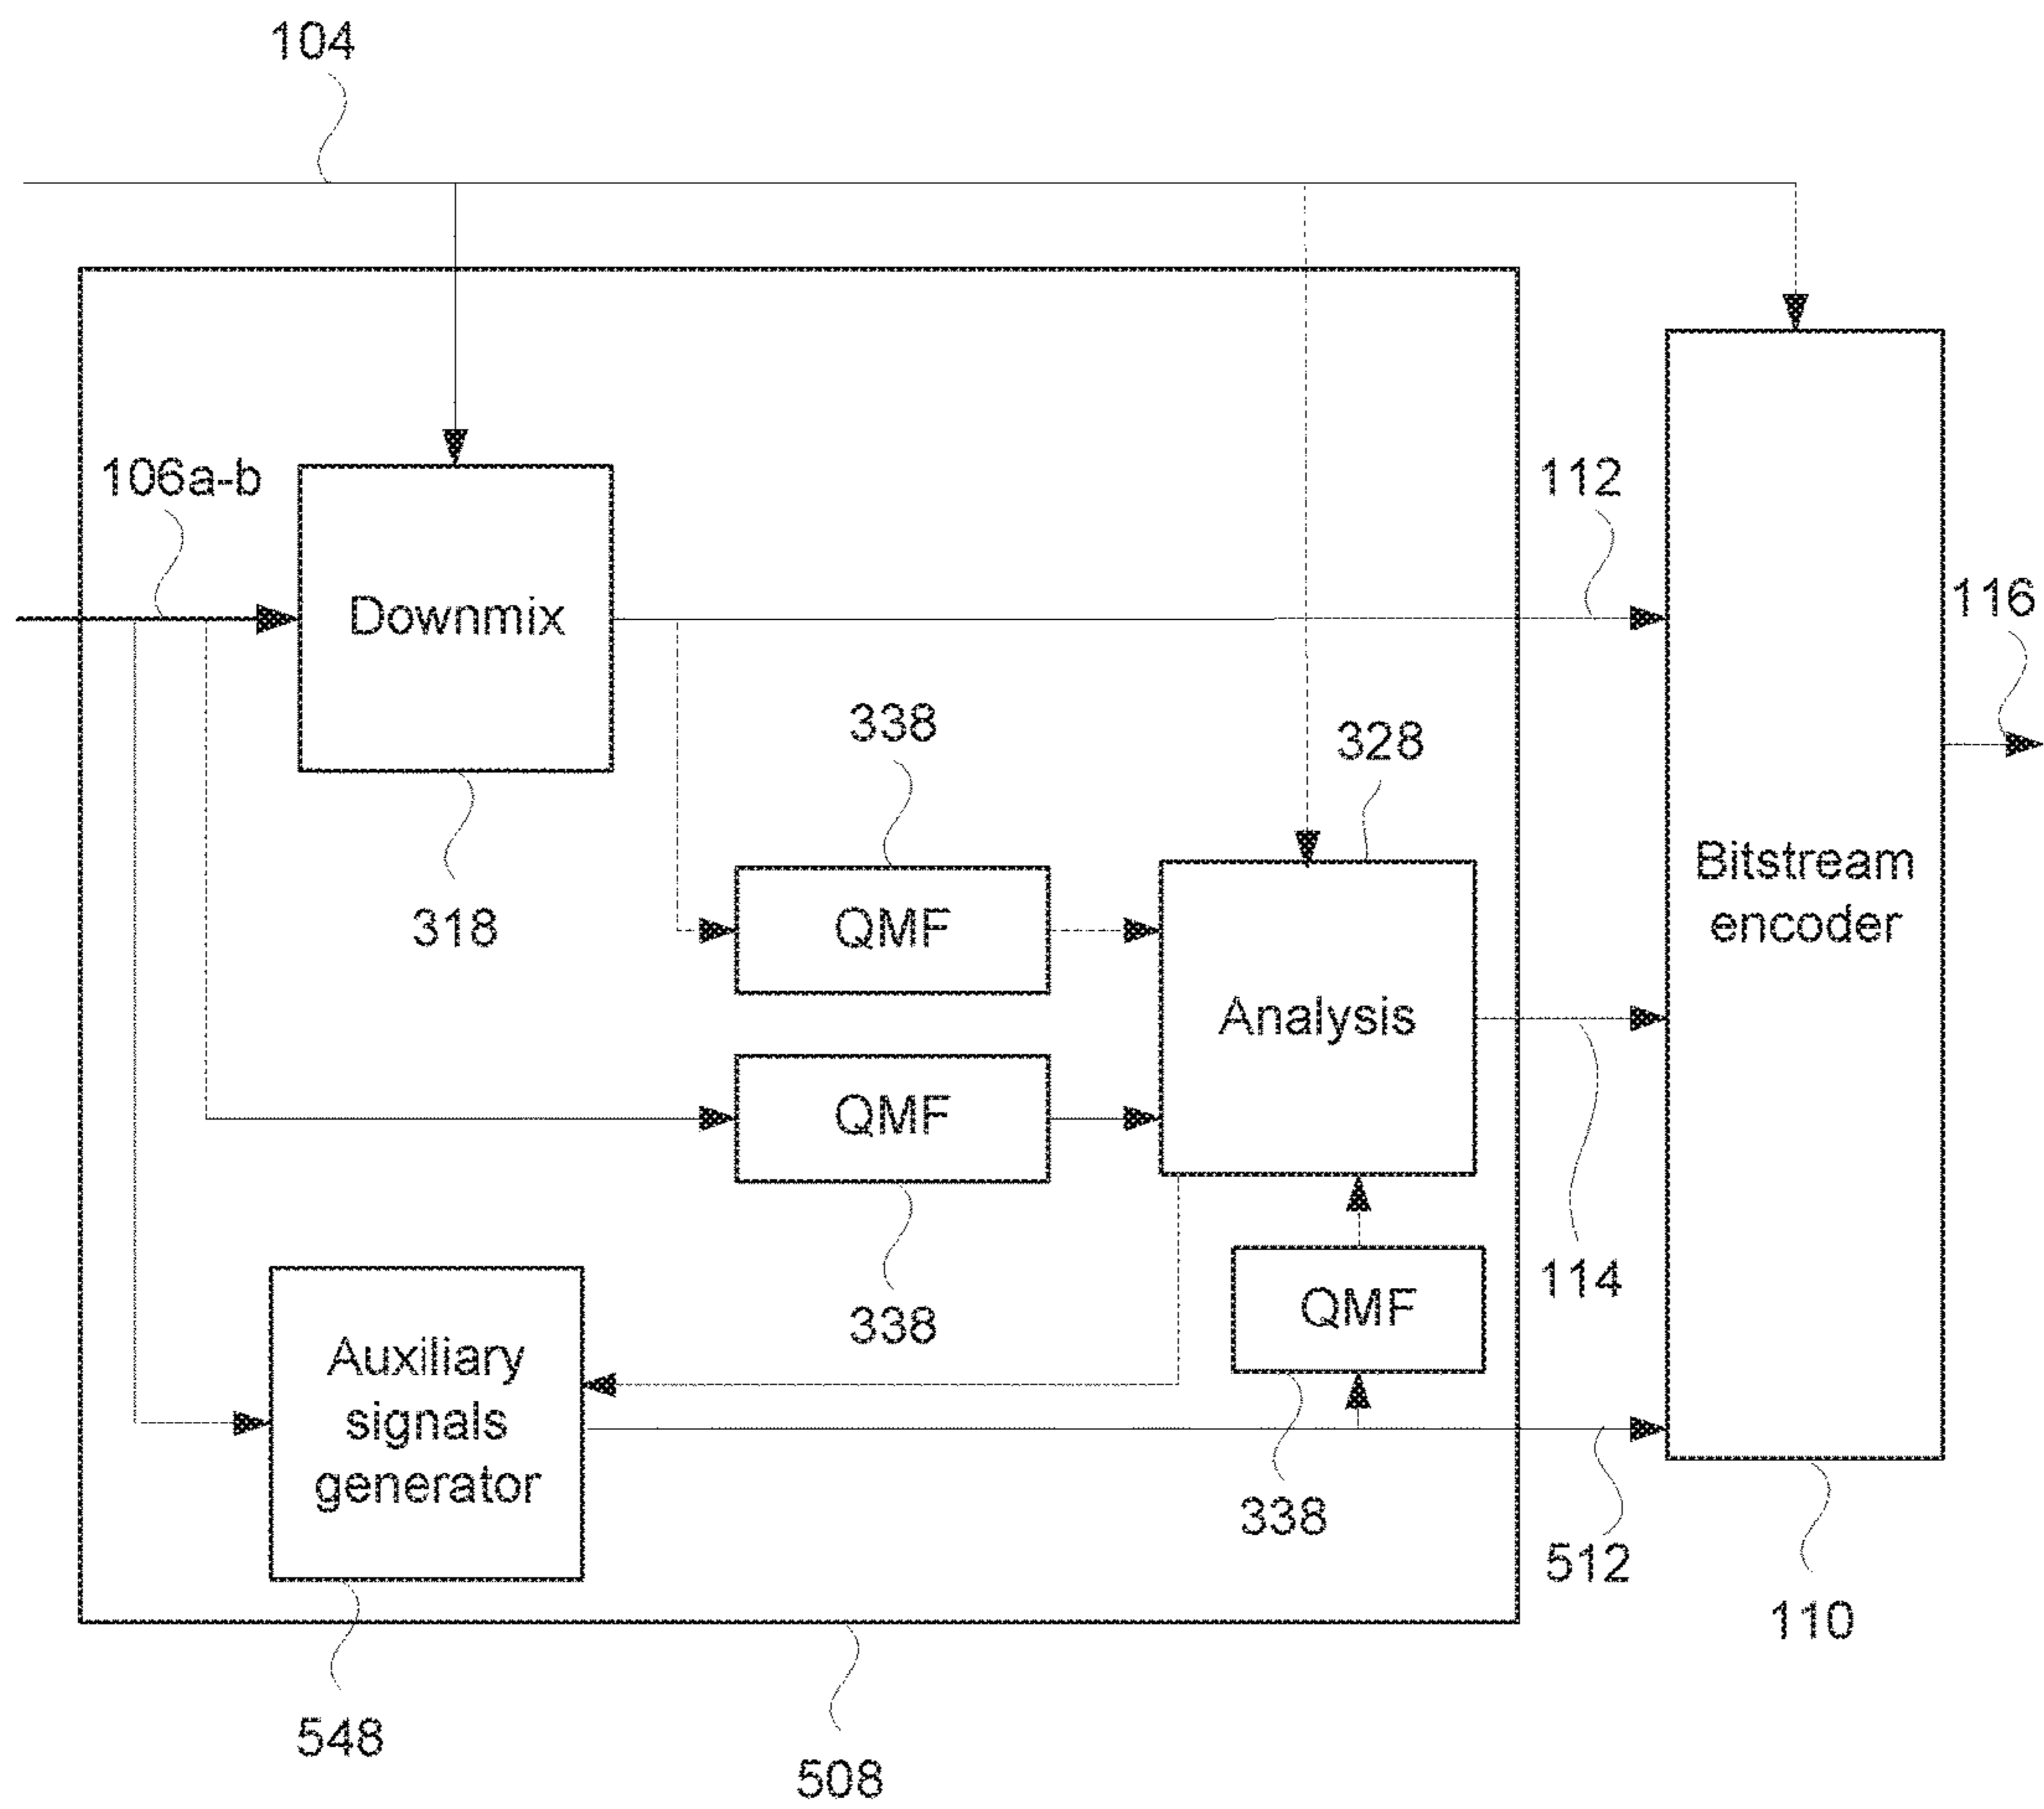 104
106a-b
112
116
Downmix
338
328
318
QMF
Bitstream
encoder
Analysis
QMF
338
114
QMF
Auxiliary
signals
generator
338
512
110
548
508